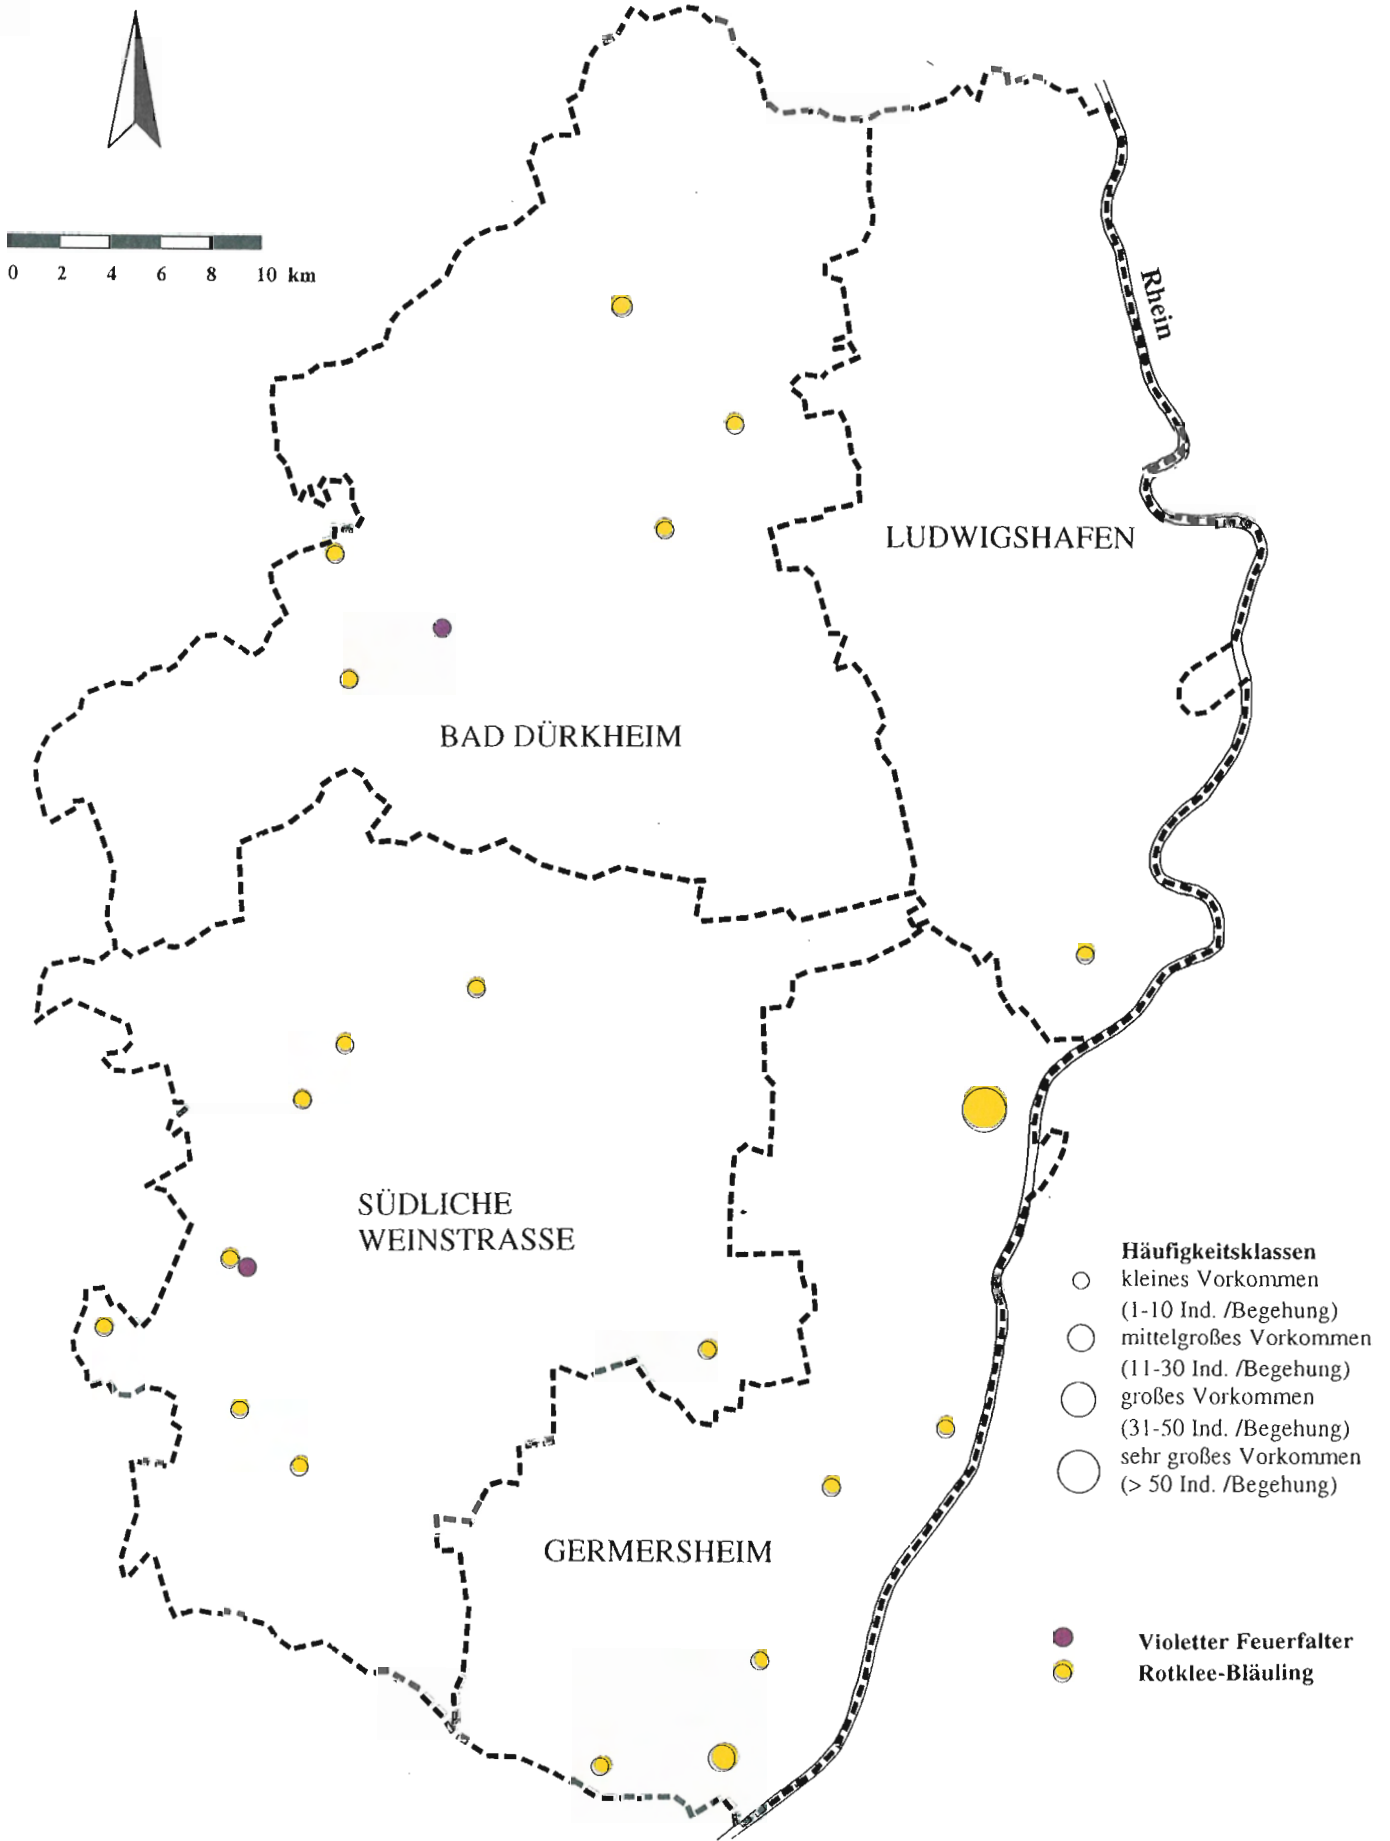 0 2 4 6 8 10 km
Rhein
LUDWIGSHAFEN
BAD DÜRKHEIM
SÜDLICHE
WEINSTRASSE
GERMERSHEIM
Häufigkeitsklassen
kleines Vorkommen
(1-10 Ind. /Begehung)
mittelgroßes Vorkommen
(11-30 Ind. /Begehung)
großes Vorkommen
(31-50 Ind. /Begehung)
sehr großes Vorkommen
(> 50 Ind. /Begehung)
Violetter Feuerfalter
Rotklee-Bläuling